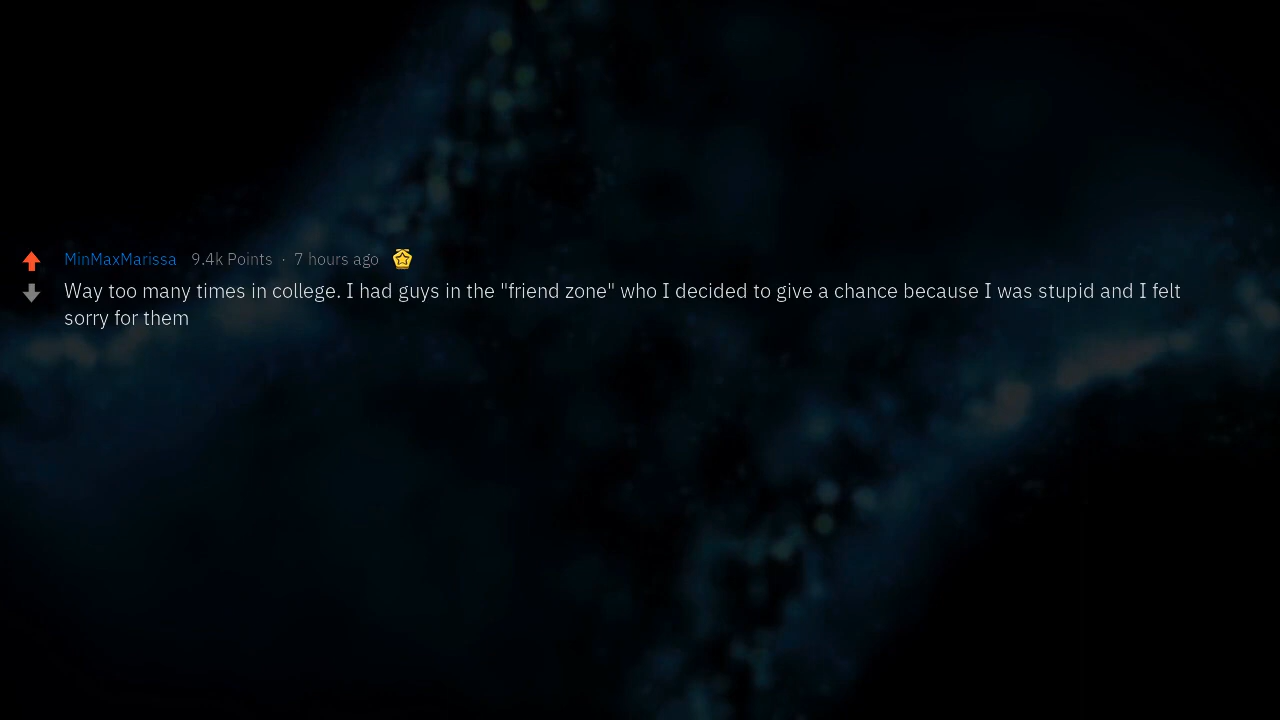 MinMaxMarissa 9.4k Points · 7 hours ago
Way too many times in college. I had guys in the "friend zone" who I decided to give a chance because I was stupid and I felt
sorry for them